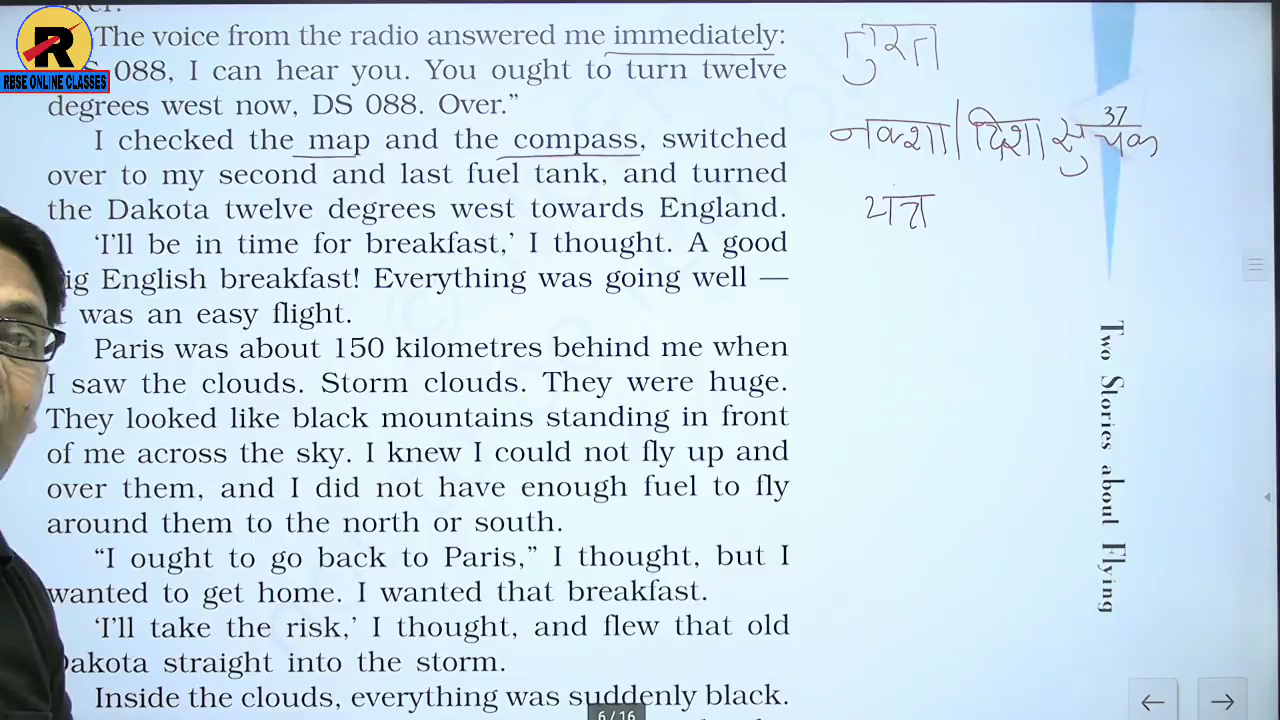 The voice from the radio answered me immediately:
088, I can hear you. You ought to turn twelve
degrees west now, DS 088. Over.”
I checked the map and the compass, switched
over to my second and last fuel tank, and turned
the Dakota twelve degrees west towards England.
‘I’ll be in time for breakfast,’ I thought. A good
ig English breakfast! Everything was going well —
was an easy flight.
Paris was about 150 kilometres behind me when
I saw the clouds. Storm clouds. They were huge.
They looked like black mountains standing in front
of me across the sky. I knew I could not fly up and
over them, and I did not have enough fuel to fly
around them to the north or south.
“I ought to go back to Paris,” I thought, but I
wanted to get home. I wanted that breakfast.
‘I’ll take the risk,’ I thought, and flew that old
Dakota straight into the storm.
Inside the clouds, everything was suddenly black.
R
RBSE ONLINE CLASSES
नक्शा | दिशा सुचक
37
Two Stories about Flying
6 / 16